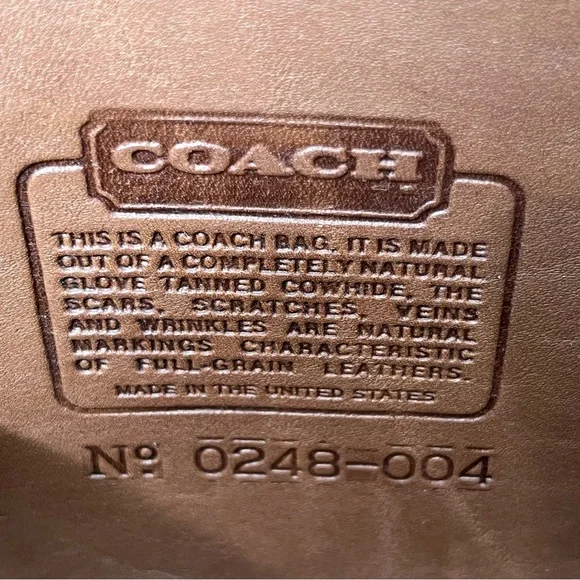 COACH
THIS IS A COACH BAG. IT IS MADE
OUT OF A COMPLETELY NATURAL
GLOVE TANNED COWHIDE, THE
SCARS, SCRATCHES, VEINS
AND WRINKLES ARE NATURAL
MARKINGS CHARACTERISTIC
OF FULL-GRAIN LEATHERS.
MADE IN THE UNITED STATES
Nº 0248-004